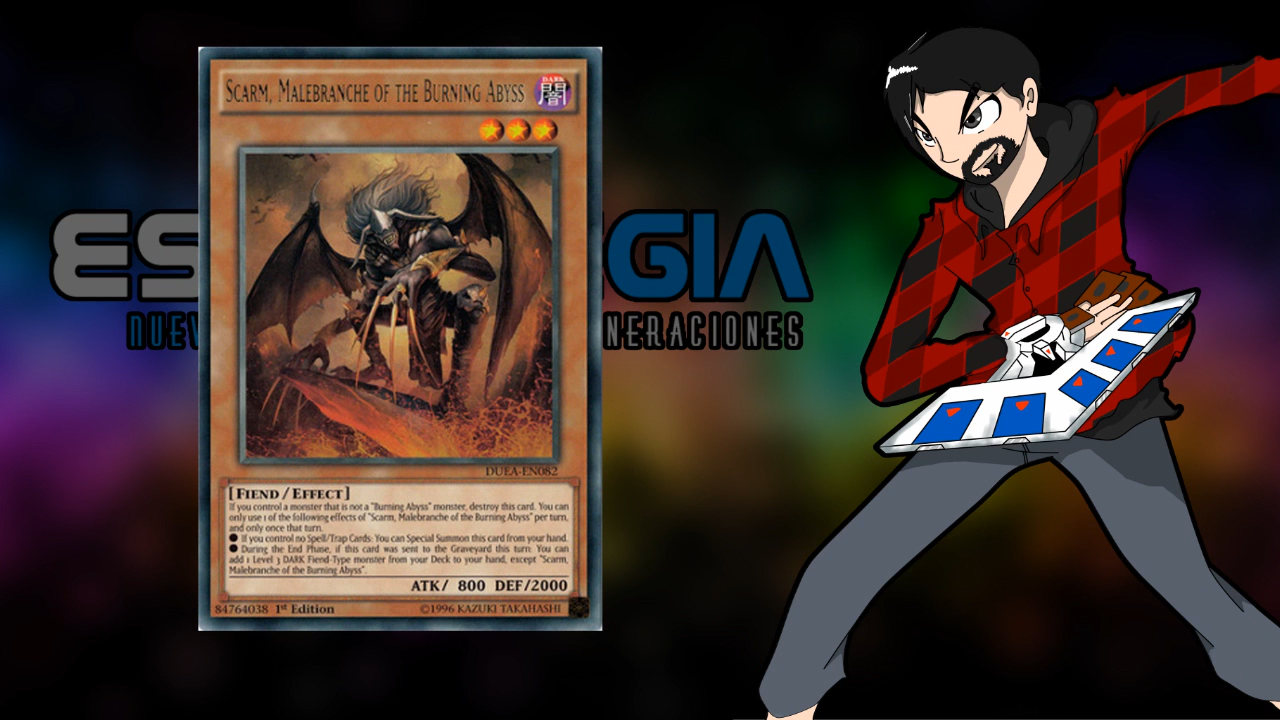 SCARM, MALEBRANCHE OF THE BURNING ABYSS
DARK
闇
ES GIA
NUEV NERACIONES
DUEA-EN082
[FIEND/EFFECT]
If you control a monster that is not a "Burning Abyss" monster, destroy this card. You can
only use 1 of the following effects of "Scarm, Malebranche of the Burning Abyss" per turn,
and only once that turn.
● If you control no Spell/Trap Cards: You can Special Summon this card from your hand.
● During the End Phase, if this card was sent to the Graveyard this turn: You can
add 1 Level 3 DARK Fiend-Type monster from your Deck to your hand, except "Scarm,
Malebranche of the Burning Abyss".
ATK/ 800 DEF/2000
84764038 1st Edition ©1996 KAZUKI TAKAHASHI